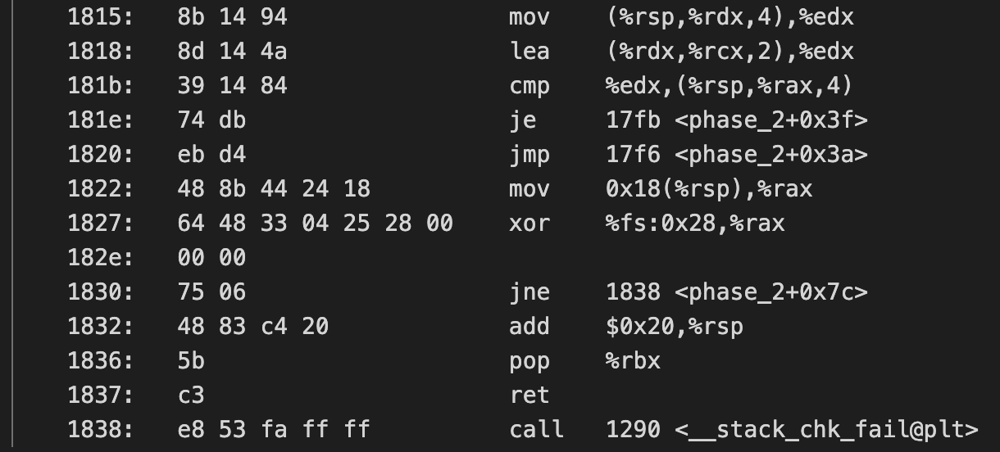 1815: 8b 14 94 mov (%rsp,%rdx,4),%edx
1818: 8d 14 4a lea (%rdx,%rcx,2),%edx
181b: 39 14 84 cmp %edx,(%rsp,%rax,4)
181e: 74 db je 17fb <phase_2+0x3f>
1820: eb d4 jmp 17f6 <phase_2+0x3a>
1822: 48 8b 44 24 18 mov 0x18(%rsp),%rax
1827: 64 48 33 04 25 28 00 xor %fs:0x28,%rax
182e: 00 00
1830: 75 06 jne 1838 <phase_2+0x7c>
1832: 48 83 c4 20 add $0x20,%rsp
1836: 5b pop %rbx
1837: c3 ret
1838: e8 53 fa ff ff call 1290 <__stack_chk_fail@plt>